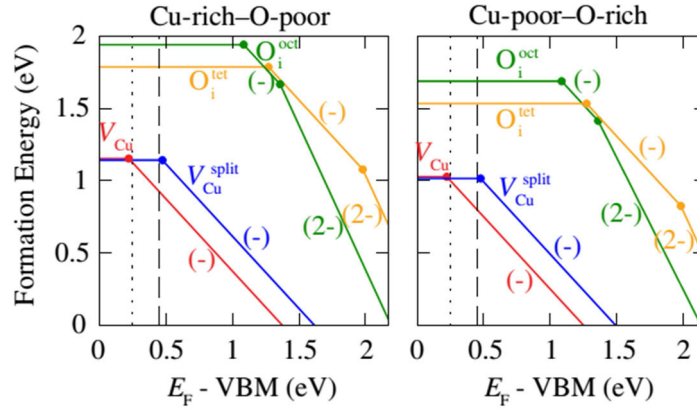 Cu-rich–O-poor
Cu-poor–O-rich
Formation Energy (eV)
2
1.5
1
0.5
0
O_i^oct
(-)
O_i^tet
(-)
V_Cu
V_Cu^split
(2-)
(2-)
(-)
(-)
0 0.5 1 1.5 2
E_F - VBM (eV)
O_i^oct
(-)
O_i^tet
(-)
V_Cu
V_Cu^split
(2-)
(2-)
(-)
(-)
0 0.5 1 1.5 2
E_F - VBM (eV)